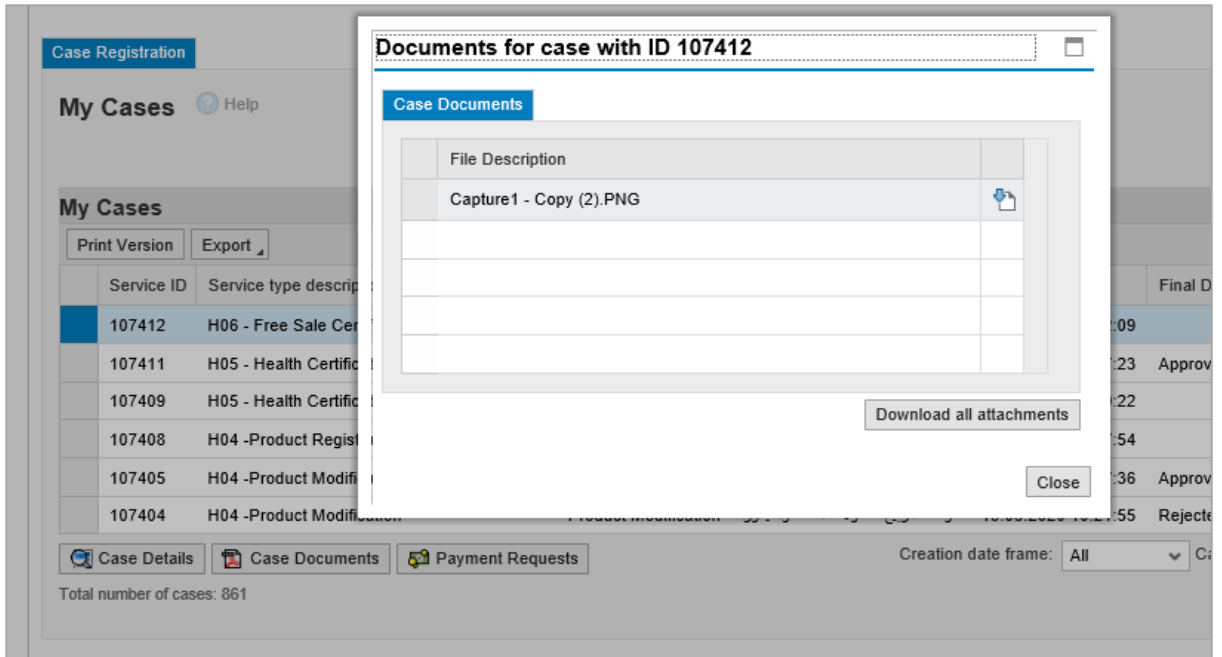 Case Registration
My Cases
Help
My Cases
Print Version
Export
Service ID
Service type descrip
Final D
107412
H06 - Free Sale Cer
:09
107411
H05 - Health Certific
:23
Approv
107409
H05 - Health Certific
:22
107408
H04 -Product Regist
:54
107405
H04 -Product Modifi
:36
Approv
107404
H04 -Product Modification
:55
Rejecte
Case Details
Case Documents
Payment Requests
Creation date frame:
All
Total number of cases: 861
Documents for case with ID 107412
Case Documents
File Description
Capture1 - Copy (2).PNG
Download all attachments
Close